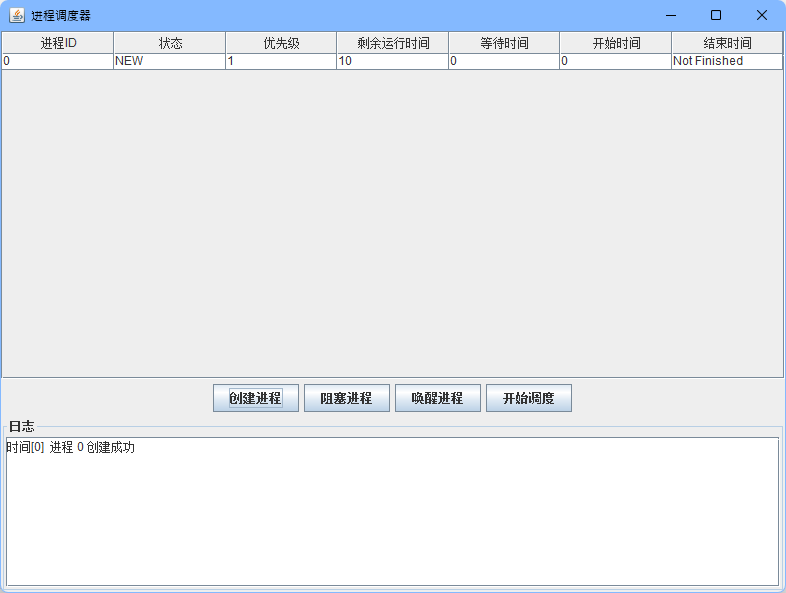 进程调度器
进程ID 状态 优先级 剩余运行时间 等待时间 开始时间 结束时间
0 NEW 1 10 0 0 Not Finished
创建进程 阻塞进程 唤醒进程 开始调度
日志
时间[0] 进程 0 创建成功